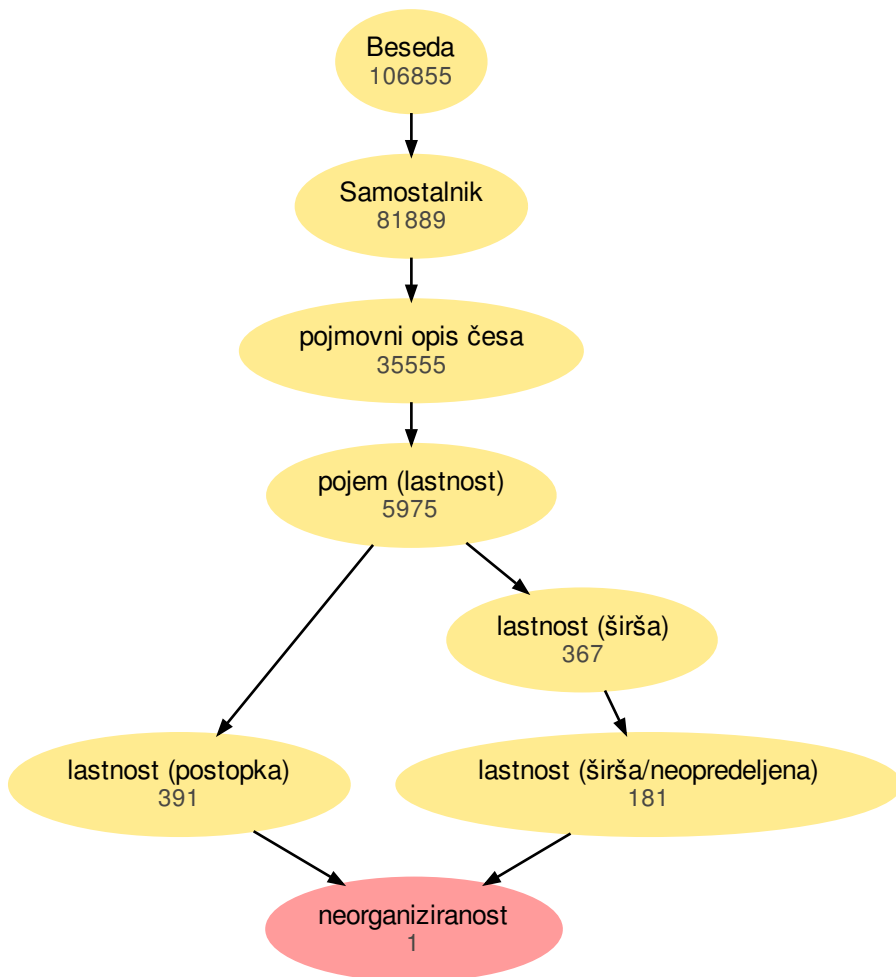 Beseda
106855
Samostalnik
81889
pojmovni opis česa
35555
pojem (lastnost)
5975
lastnost (širša)
367
lastnost (postopka)
391
lastnost (širša/neopredeljena)
181
neorganiziranost
1